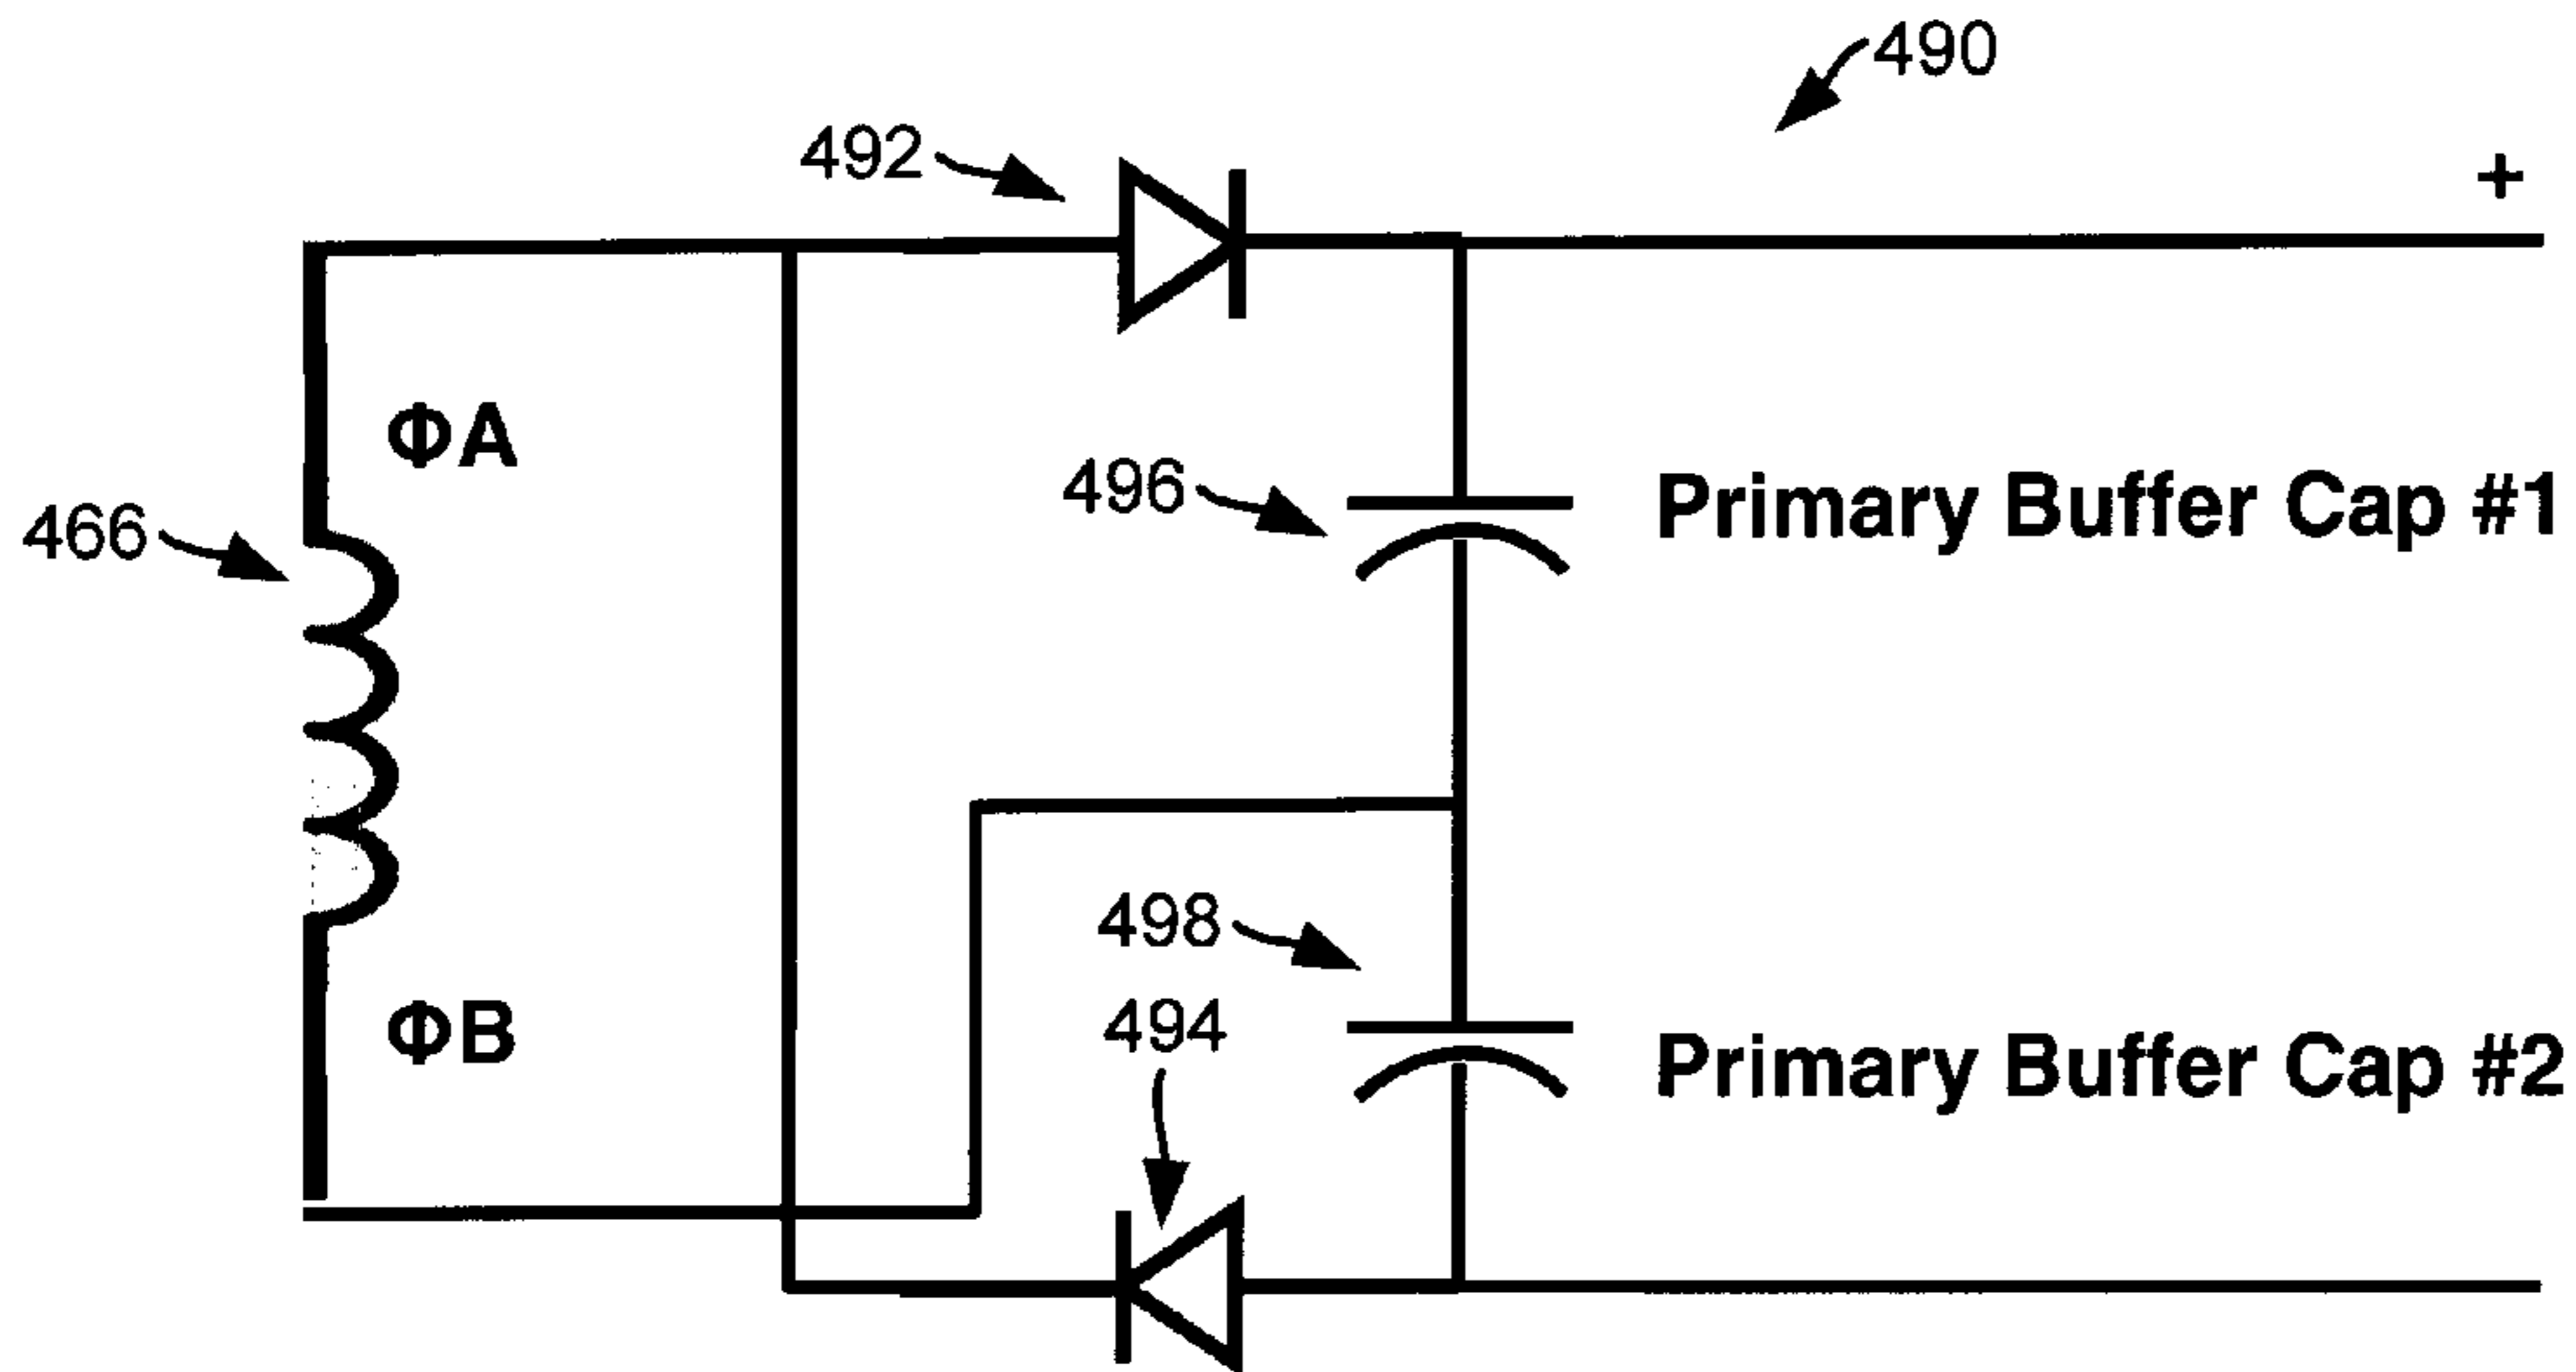 490
492
+
ΦA
496
Primary Buffer Cap #1
466
498
494
ΦB
Primary Buffer Cap #2